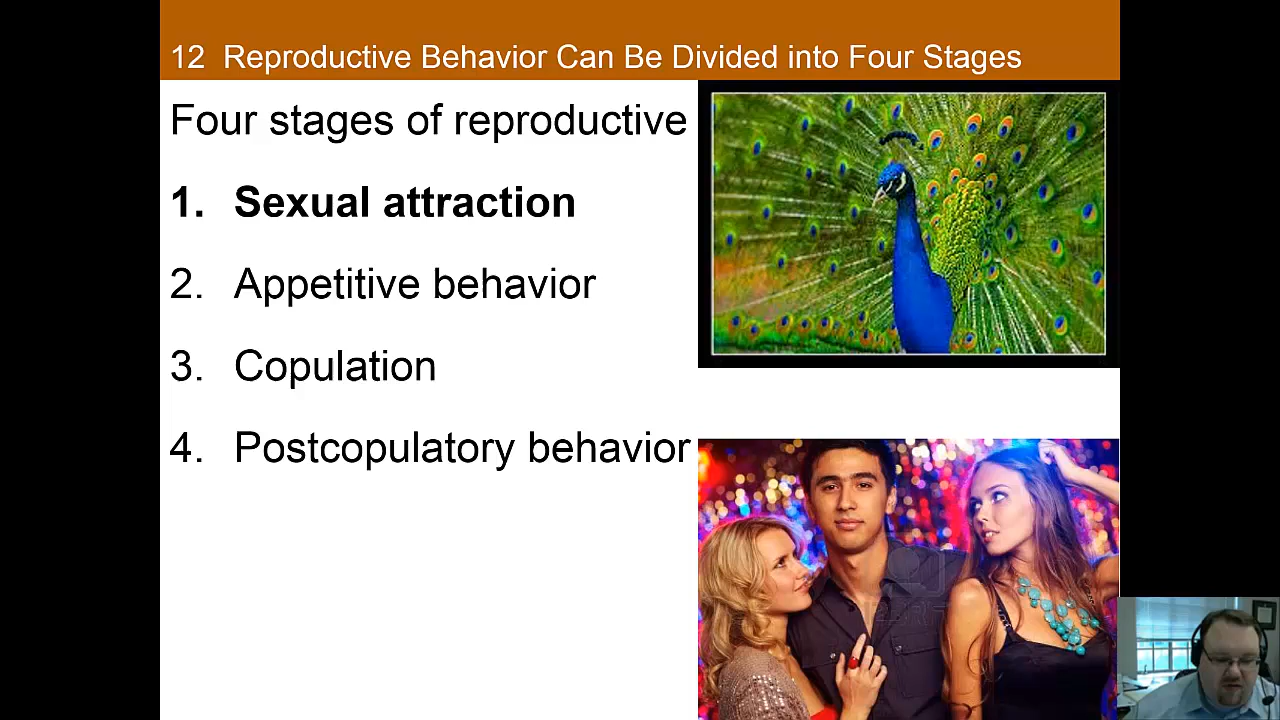 12 Reproductive Behavior Can Be Divided into Four Stages
Four stages of reproductive
1. Sexual attraction
2. Appetitive behavior
3. Copulation
4. Postcopulatory behavior